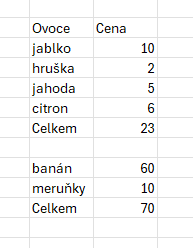 Ovoce Cena
jablko 10
hruška 2
jahoda 5
citron 6
Celkem 23
banán 60
meruňky 10
Celkem 70